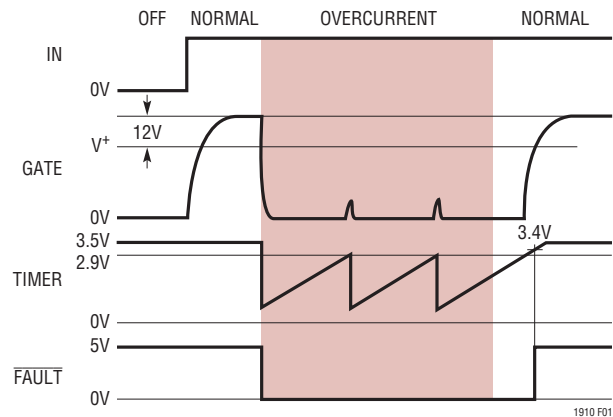 OFF NORMAL OVERCURRENT NORMAL
IN
0V
12V
V+
GATE
0V
3.5V
3.4V
2.9V
TIMER
0V
5V
FAULT
0V
1910 F01